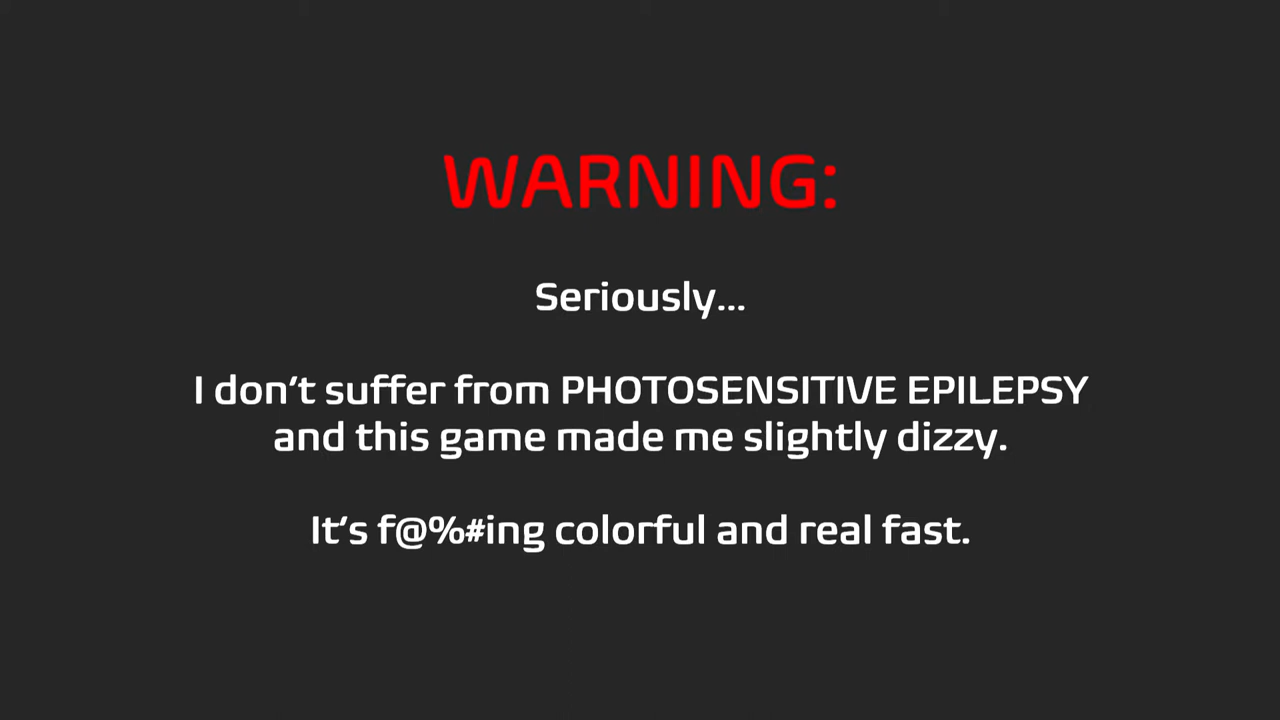 WARNING:
Seriously...
I don't suffer from PHOTOSENSITIVE EPILEPSY
and this game made me slightly dizzy.
It's f@%#ing colorful and real fast.